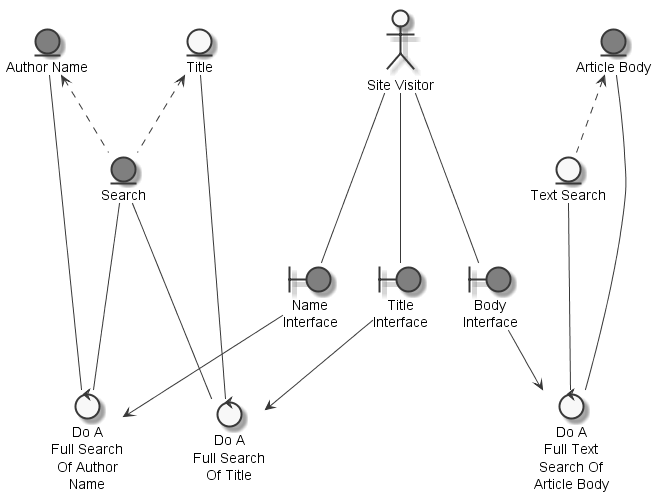 Author Name
Title
Site Visitor
Article Body
Search
Text Search
Name
Interface
Title
Interface
Body
Interface
Do A
Full Search
Of Author
Name
Do A
Full Search
Of Title
Do A
Full Text
Search Of
Article Body